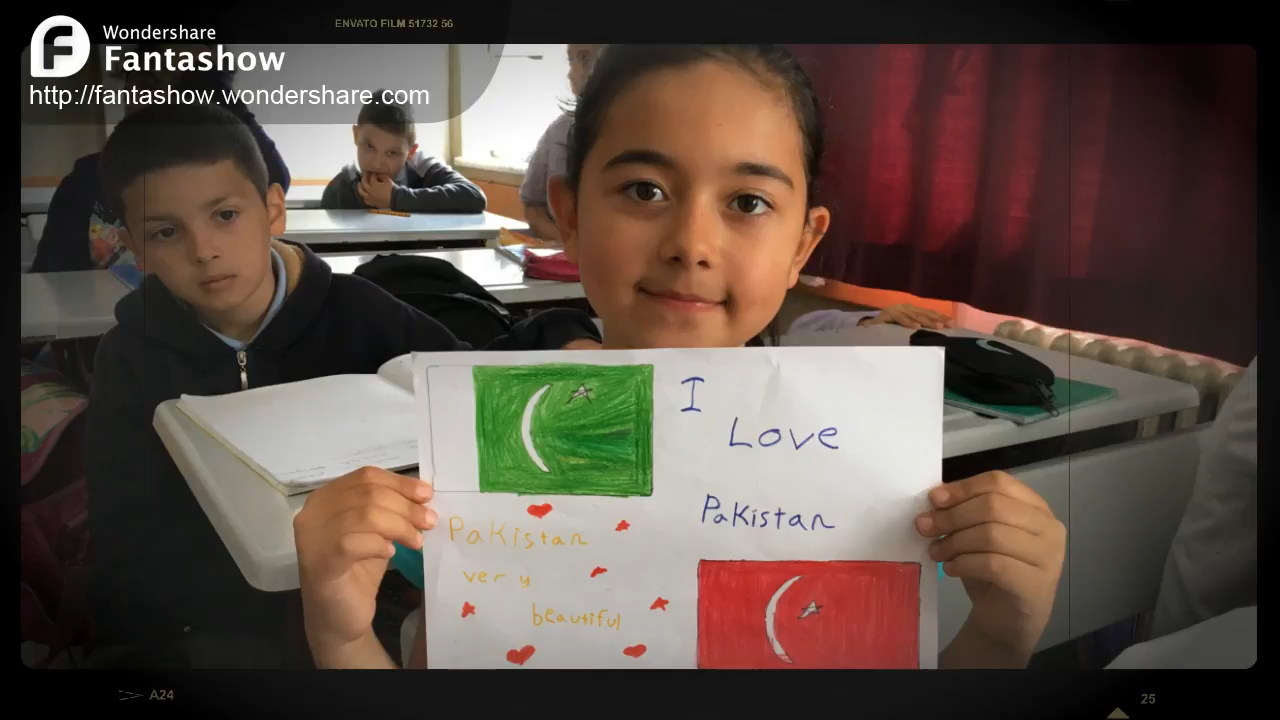 ENVATO FILM 51732 56
Wondershare
Fantashow
http://fantashow.wondershare.com
I
Love
Pakistan
Pakistan
very
beautiful
A24
25